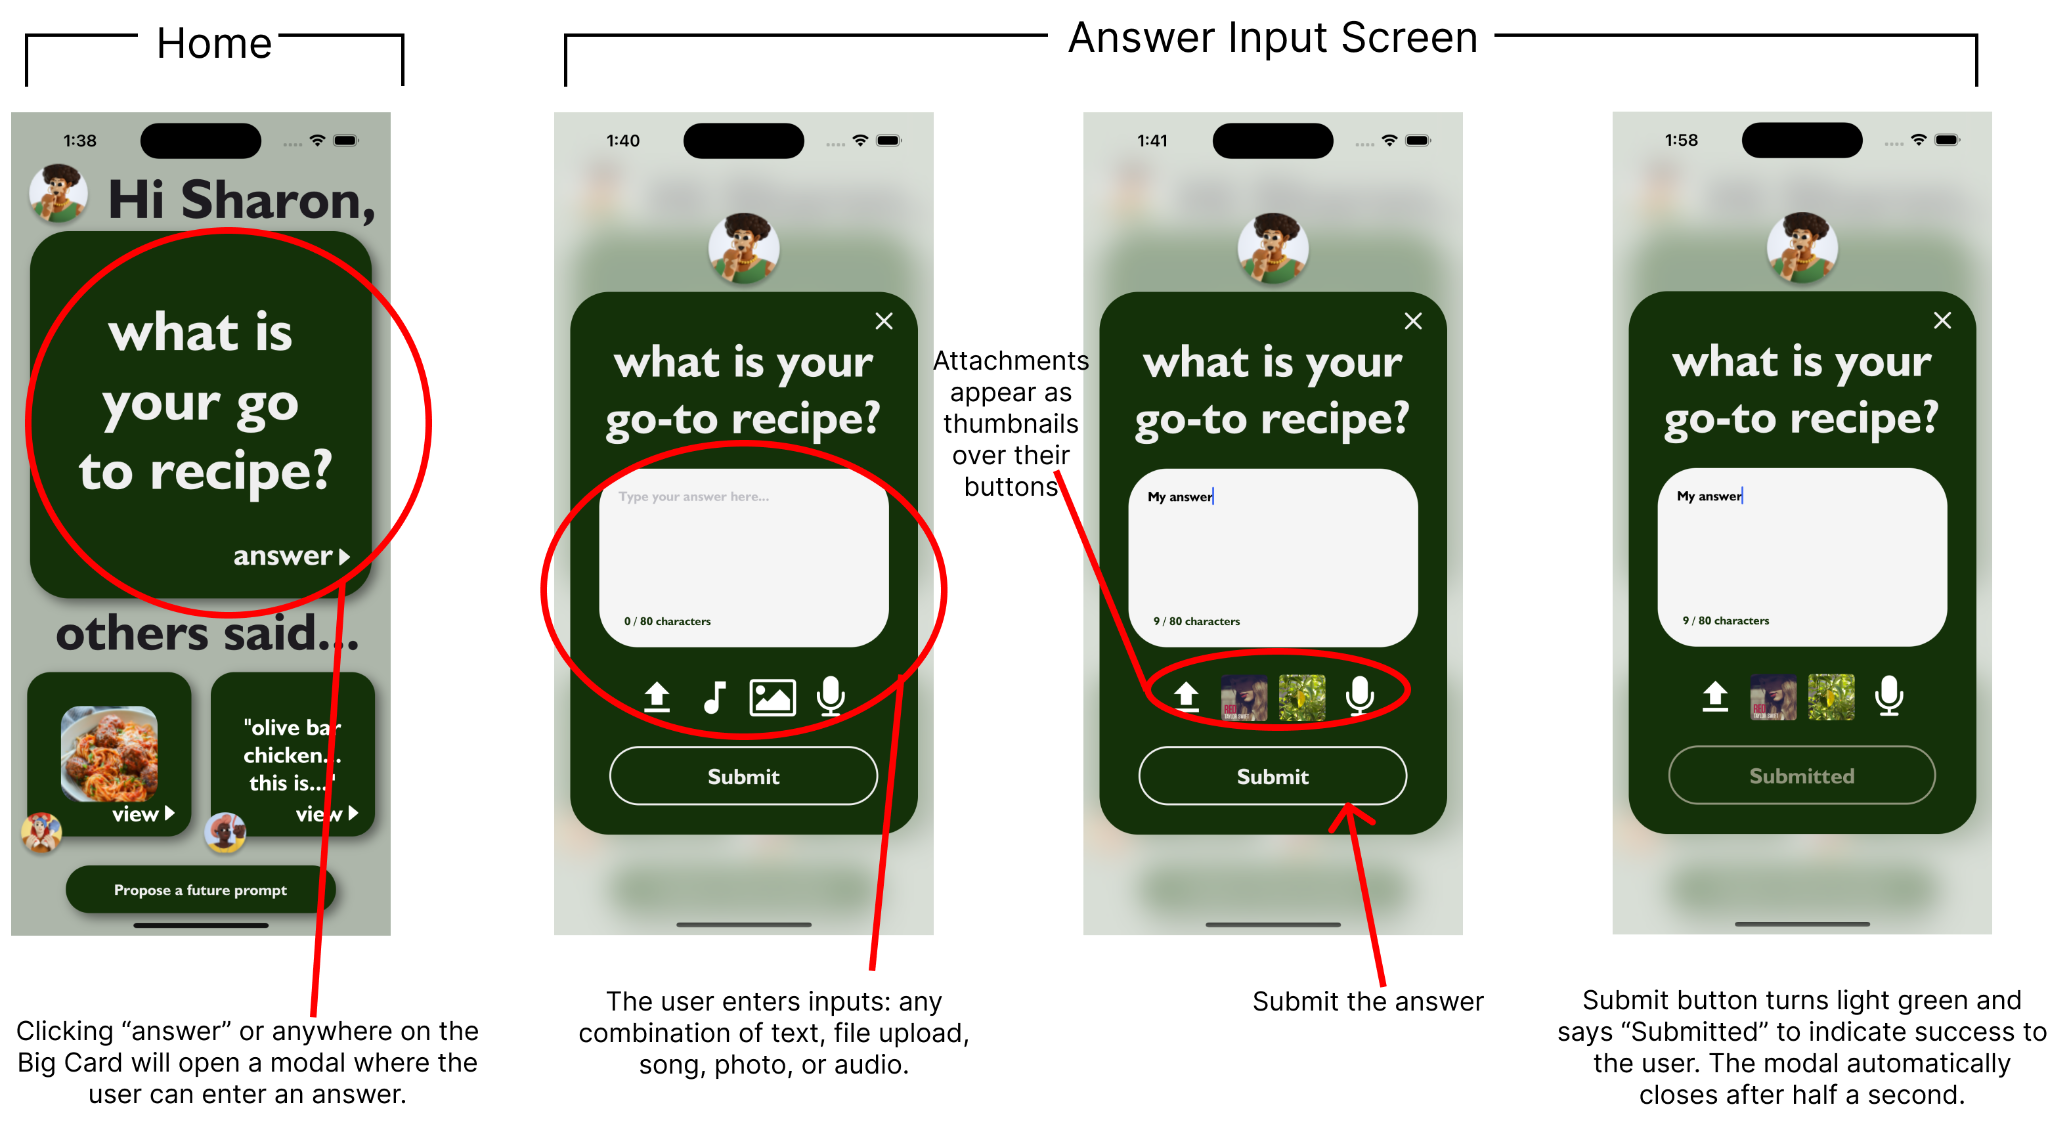 Home
Answer Input Screen
1:38
Hi Sharon,
what is
your go
to recipe?
answer
others said...
view
"olive bar
chicken...
this is..."
view
Propose a future prompt
Clicking “answer” or anywhere on the
Big Card will open a modal where the
user can enter an answer.
1:40
what is your
go-to recipe?
Type your answer here...
0 / 80 characters
Submit
The user enters inputs: any
combination of text, file upload,
song, photo, or audio.
Attachments
appear as
thumbnails
over their
buttons
1:41
what is your
go-to recipe?
My answer
9 / 80 characters
RED
TAYLOR SWIFT
Submit
Submit the answer
1:58
what is your
go-to recipe?
My answer
9 / 80 characters
RED
TAYLOR SWIFT
Submitted
Submit button turns light green and
says “Submitted” to indicate success to
the user. The modal automatically
closes after half a second.